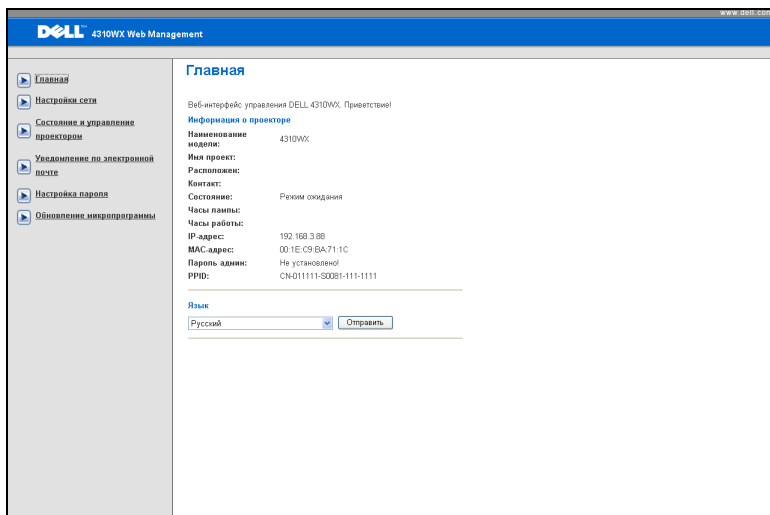 www.dell.com
DELL™ 4310WX Web Management
Главная
Настройки сети
Состояние и управление
проектором
Уведомление по электронной
почте
Настройка пароля
Обновление микропрограммы
Главная
Веб-интерфейс управления DELL 4310WX. Приветствие!
Информация о проекторе
Наименование
модели: 4310WX
Имя проект:
Расположен:
Контакт:
Состояние: Режим ожидания
Часы лампы:
Часы работы:
IP-адрес: 192.168.3.88
MAC-адрес: 00:1E:C9:BA:71:1C
Пароль админ: Не установлено!
PPID: CN-011111-S0081-111-1111
Язык
Русский Отправить